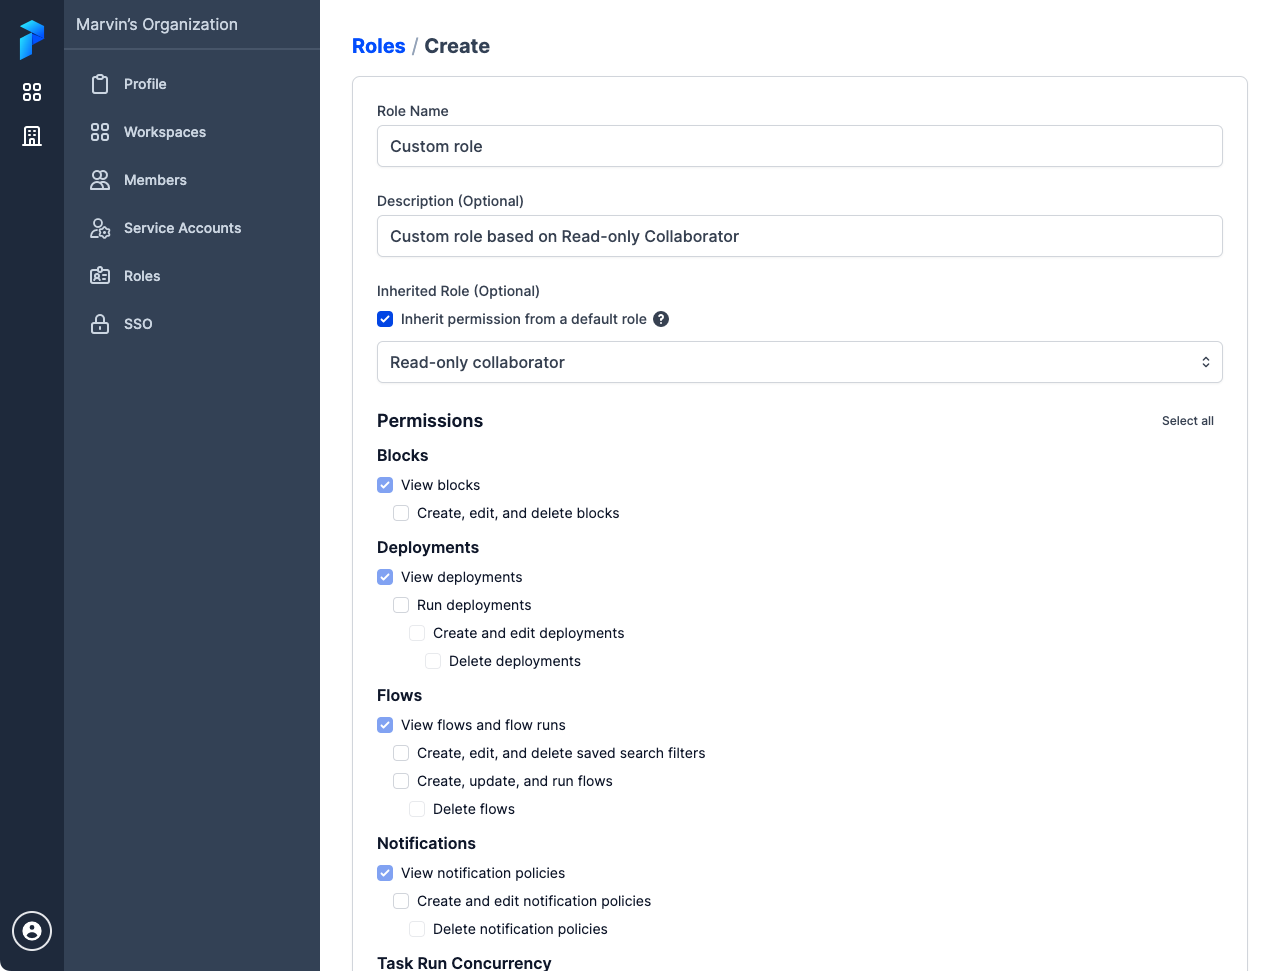 Marvin's Organization
Profile
Workspaces
Members
Service Accounts
Roles
SSO
Roles / Create
Role Name
Custom role
Description (Optional)
Custom role based on Read-only Collaborator
Inherited Role (Optional)
Inherit permission from a default role ?
Read-only collaborator
Permissions
Select all
Blocks
View blocks
Create, edit, and delete blocks
Deployments
View deployments
Run deployments
Create and edit deployments
Delete deployments
Flows
View flows and flow runs
Create, edit, and delete saved search filters
Create, update, and run flows
Delete flows
Notifications
View notification policies
Create and edit notification policies
Delete notification policies
Task Run Concurrency